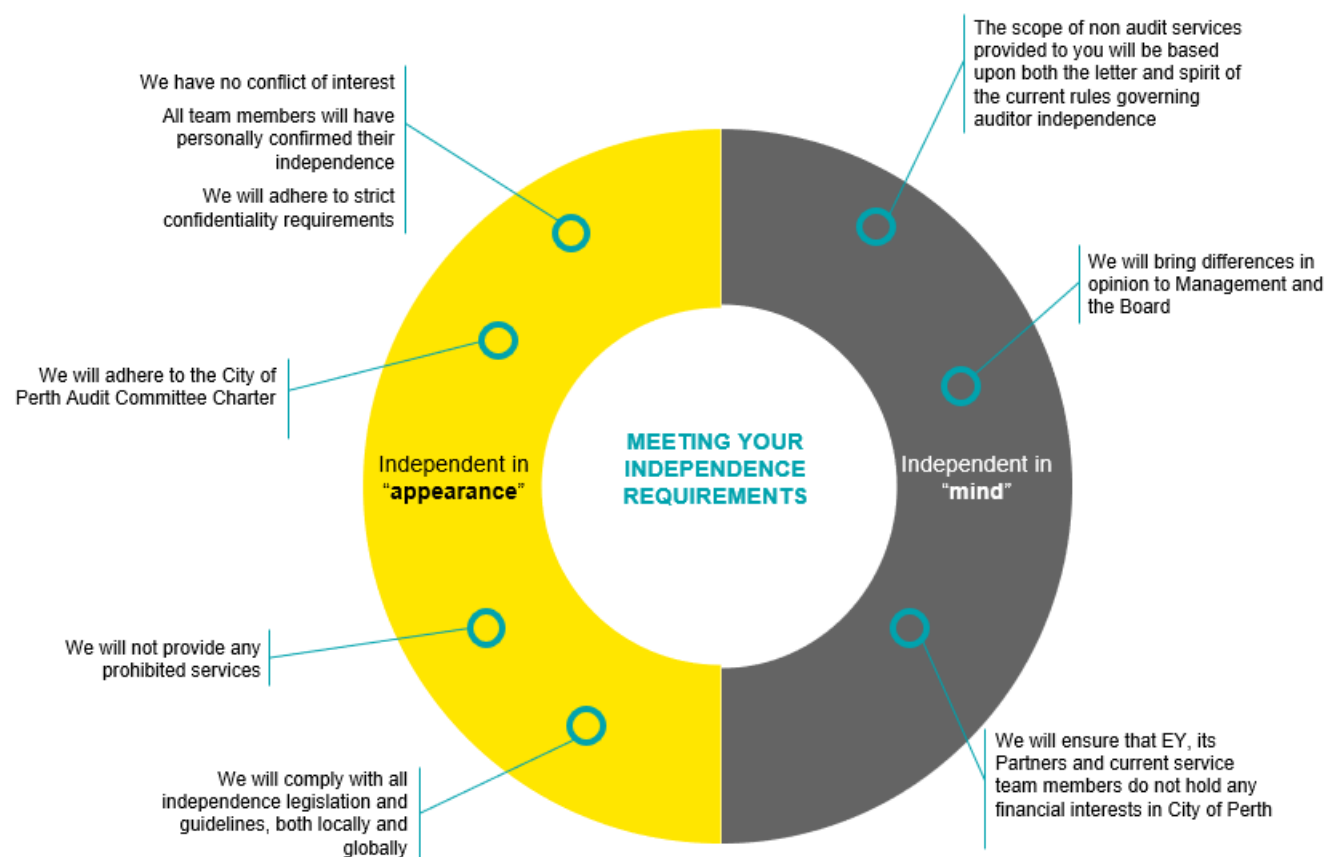 We have no conflict of interest
All team members will have
personally confirmed their
independence
We will adhere to strict
confidentiality requirements
The scope of non audit services
provided to you will be based
upon both the letter and spirit of
the current rules governing
auditor independence
We will bring differences in
opinion to Management and
the Board
We will adhere to the City of
Perth Audit Committee Charter
Independent in
“appearance”
MEETING YOUR
INDEPENDENCE
REQUIREMENTS
Independent in
“mind”
We will not provide any
prohibited services
We will comply with all
independence legislation and
guidelines, both locally and
globally
We will ensure that EY, its
Partners and current service
team members do not hold any
financial interests in City of Perth